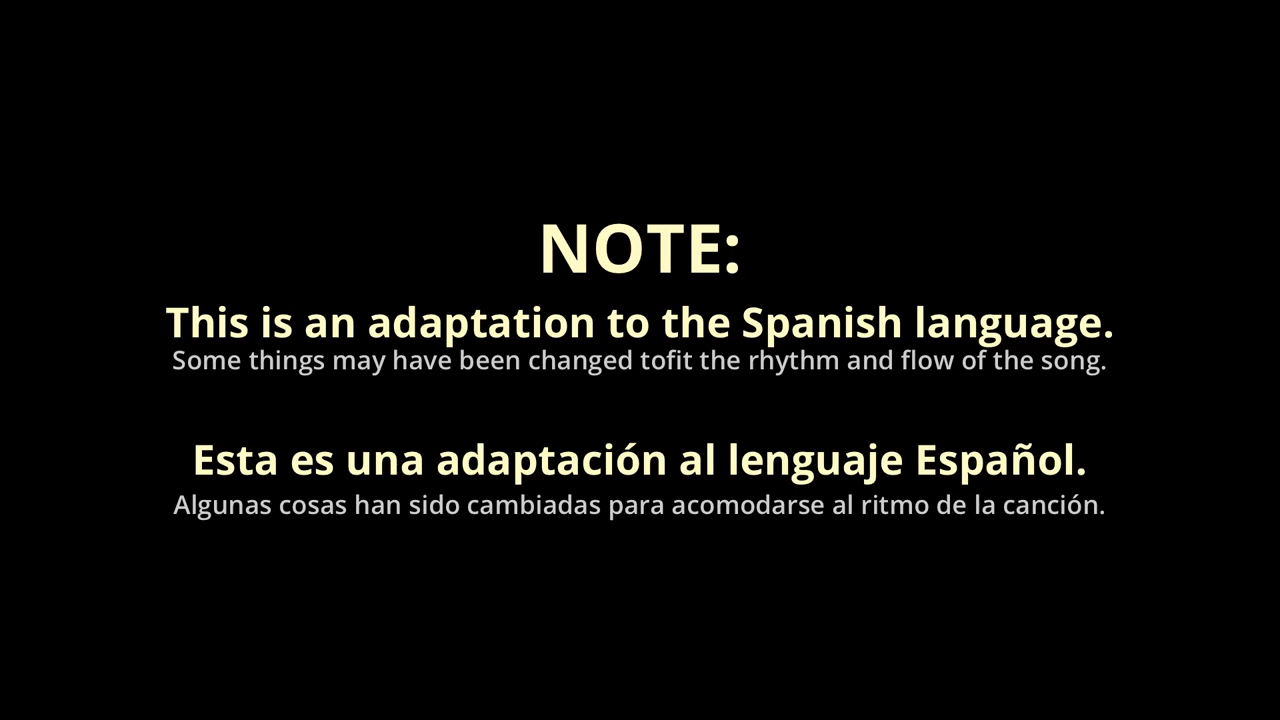 NOTE:
This is an adaptation to the Spanish language.
Some things may have been changed tofit the rhythm and flow of the song.
Esta es una adaptación al lenguaje Español.
Algunas cosas han sido cambiadas para acomodarse al ritmo de la canción.